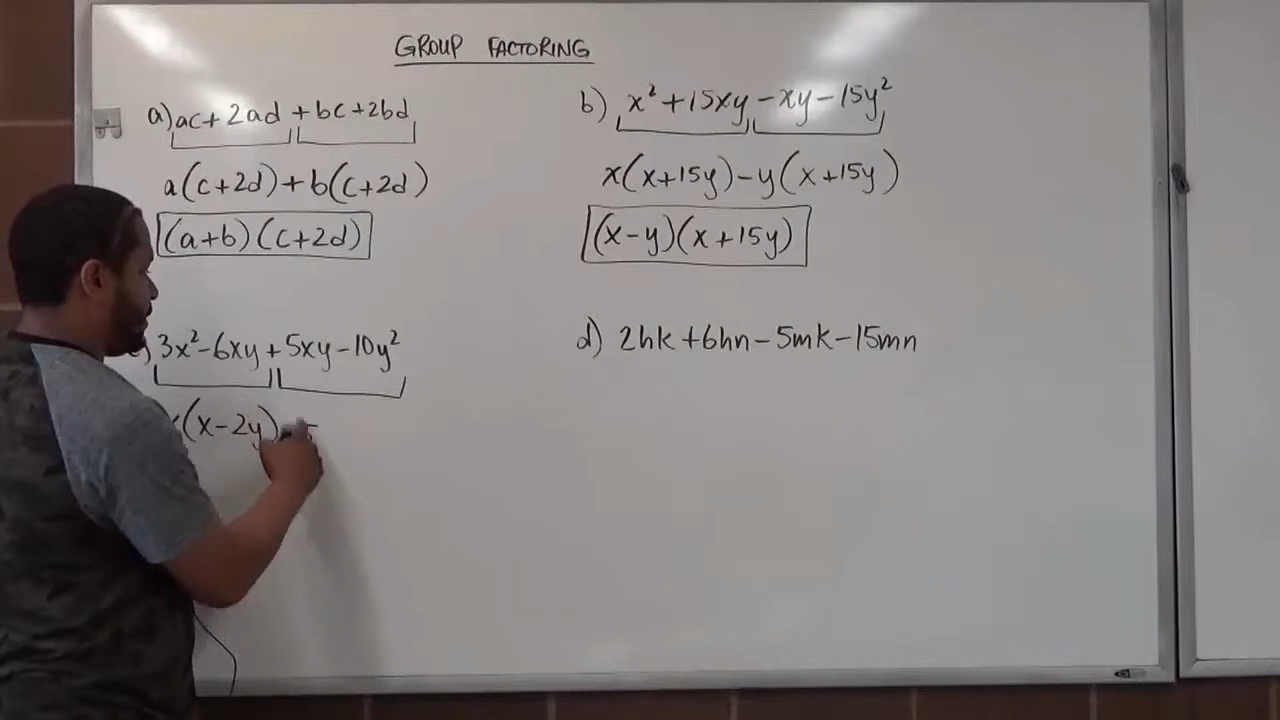 GROUP FACTORING
a) ac + 2ad + bc + 2bd
a(c+2d) + b(c+2d)
(a+b)(c+2d)
b) x² + 15xy - xy - 15y²
x(x+15y) - y(x+15y)
(x-y)(x+15y)
) 3x² - 6xy + 5xy - 10y²
(x-2y)
d) 2hk + 6hn - 5mk - 15mn